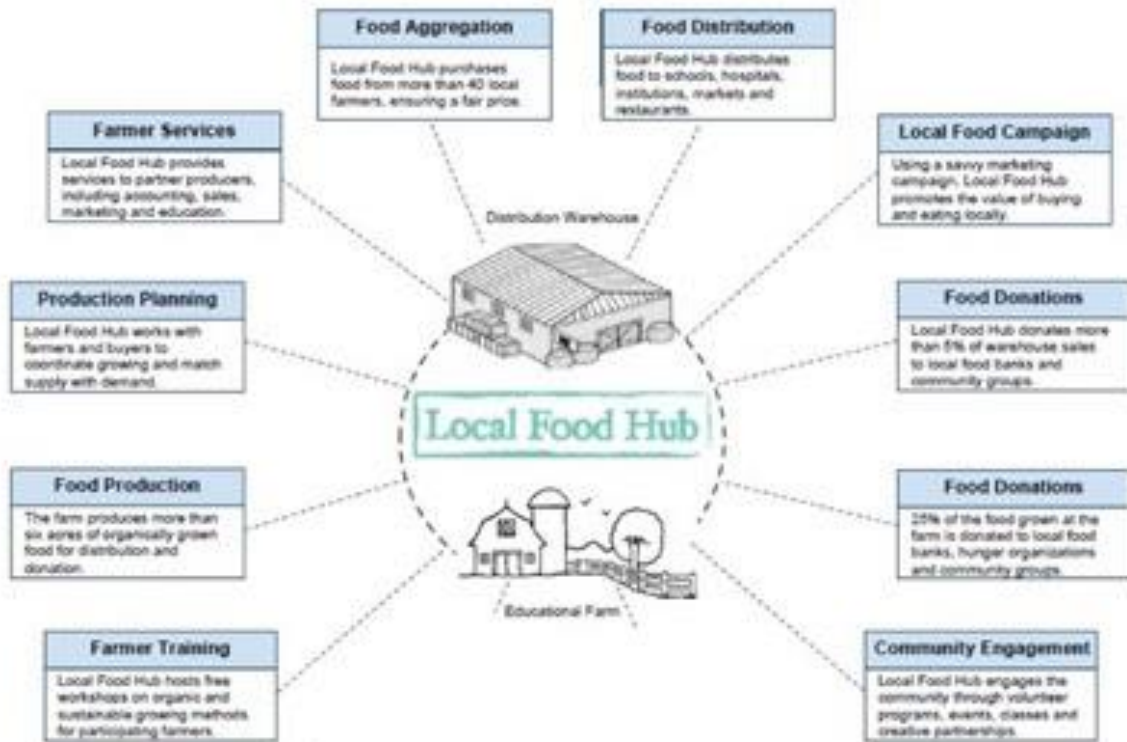 Food Aggregation
Local Food Hub purchases
food from more than 40 local
farmers, ensuring a fair price.
Food Distribution
Local Food Hub distributes
food to schools, hospitals,
institutions, markets and
restaurants.
Farmer Services
Local Food Hub provides
services to partner producers,
including accounting, sales,
marketing and education.
Local Food Campaign
Using a savvy marketing
campaign, Local Food Hub
promotes the value of buying
and eating locally.
Distribution Warehouse
Production Planning
Local Food Hub works with
farmers and buyers to
coordinate growing and match
supply with demand.
Food Donations
Local Food Hub donates more
than 5% of warehouse sales
to local food banks and
community groups.
Local Food Hub
Food Production
The farm produces more than
six acres of organically grown
food for distribution and
donation.
Food Donations
25% of the food grown at the
farm is donated to local food
banks, hunger organizations
and community groups.
Educational Farm
Farmer Training
Local Food Hub hosts free
workshops on organic and
sustainable growing methods
for participating farmers.
Community Engagement
Local Food Hub engages the
community through volunteer
programs, events, classes and
creative partnerships.